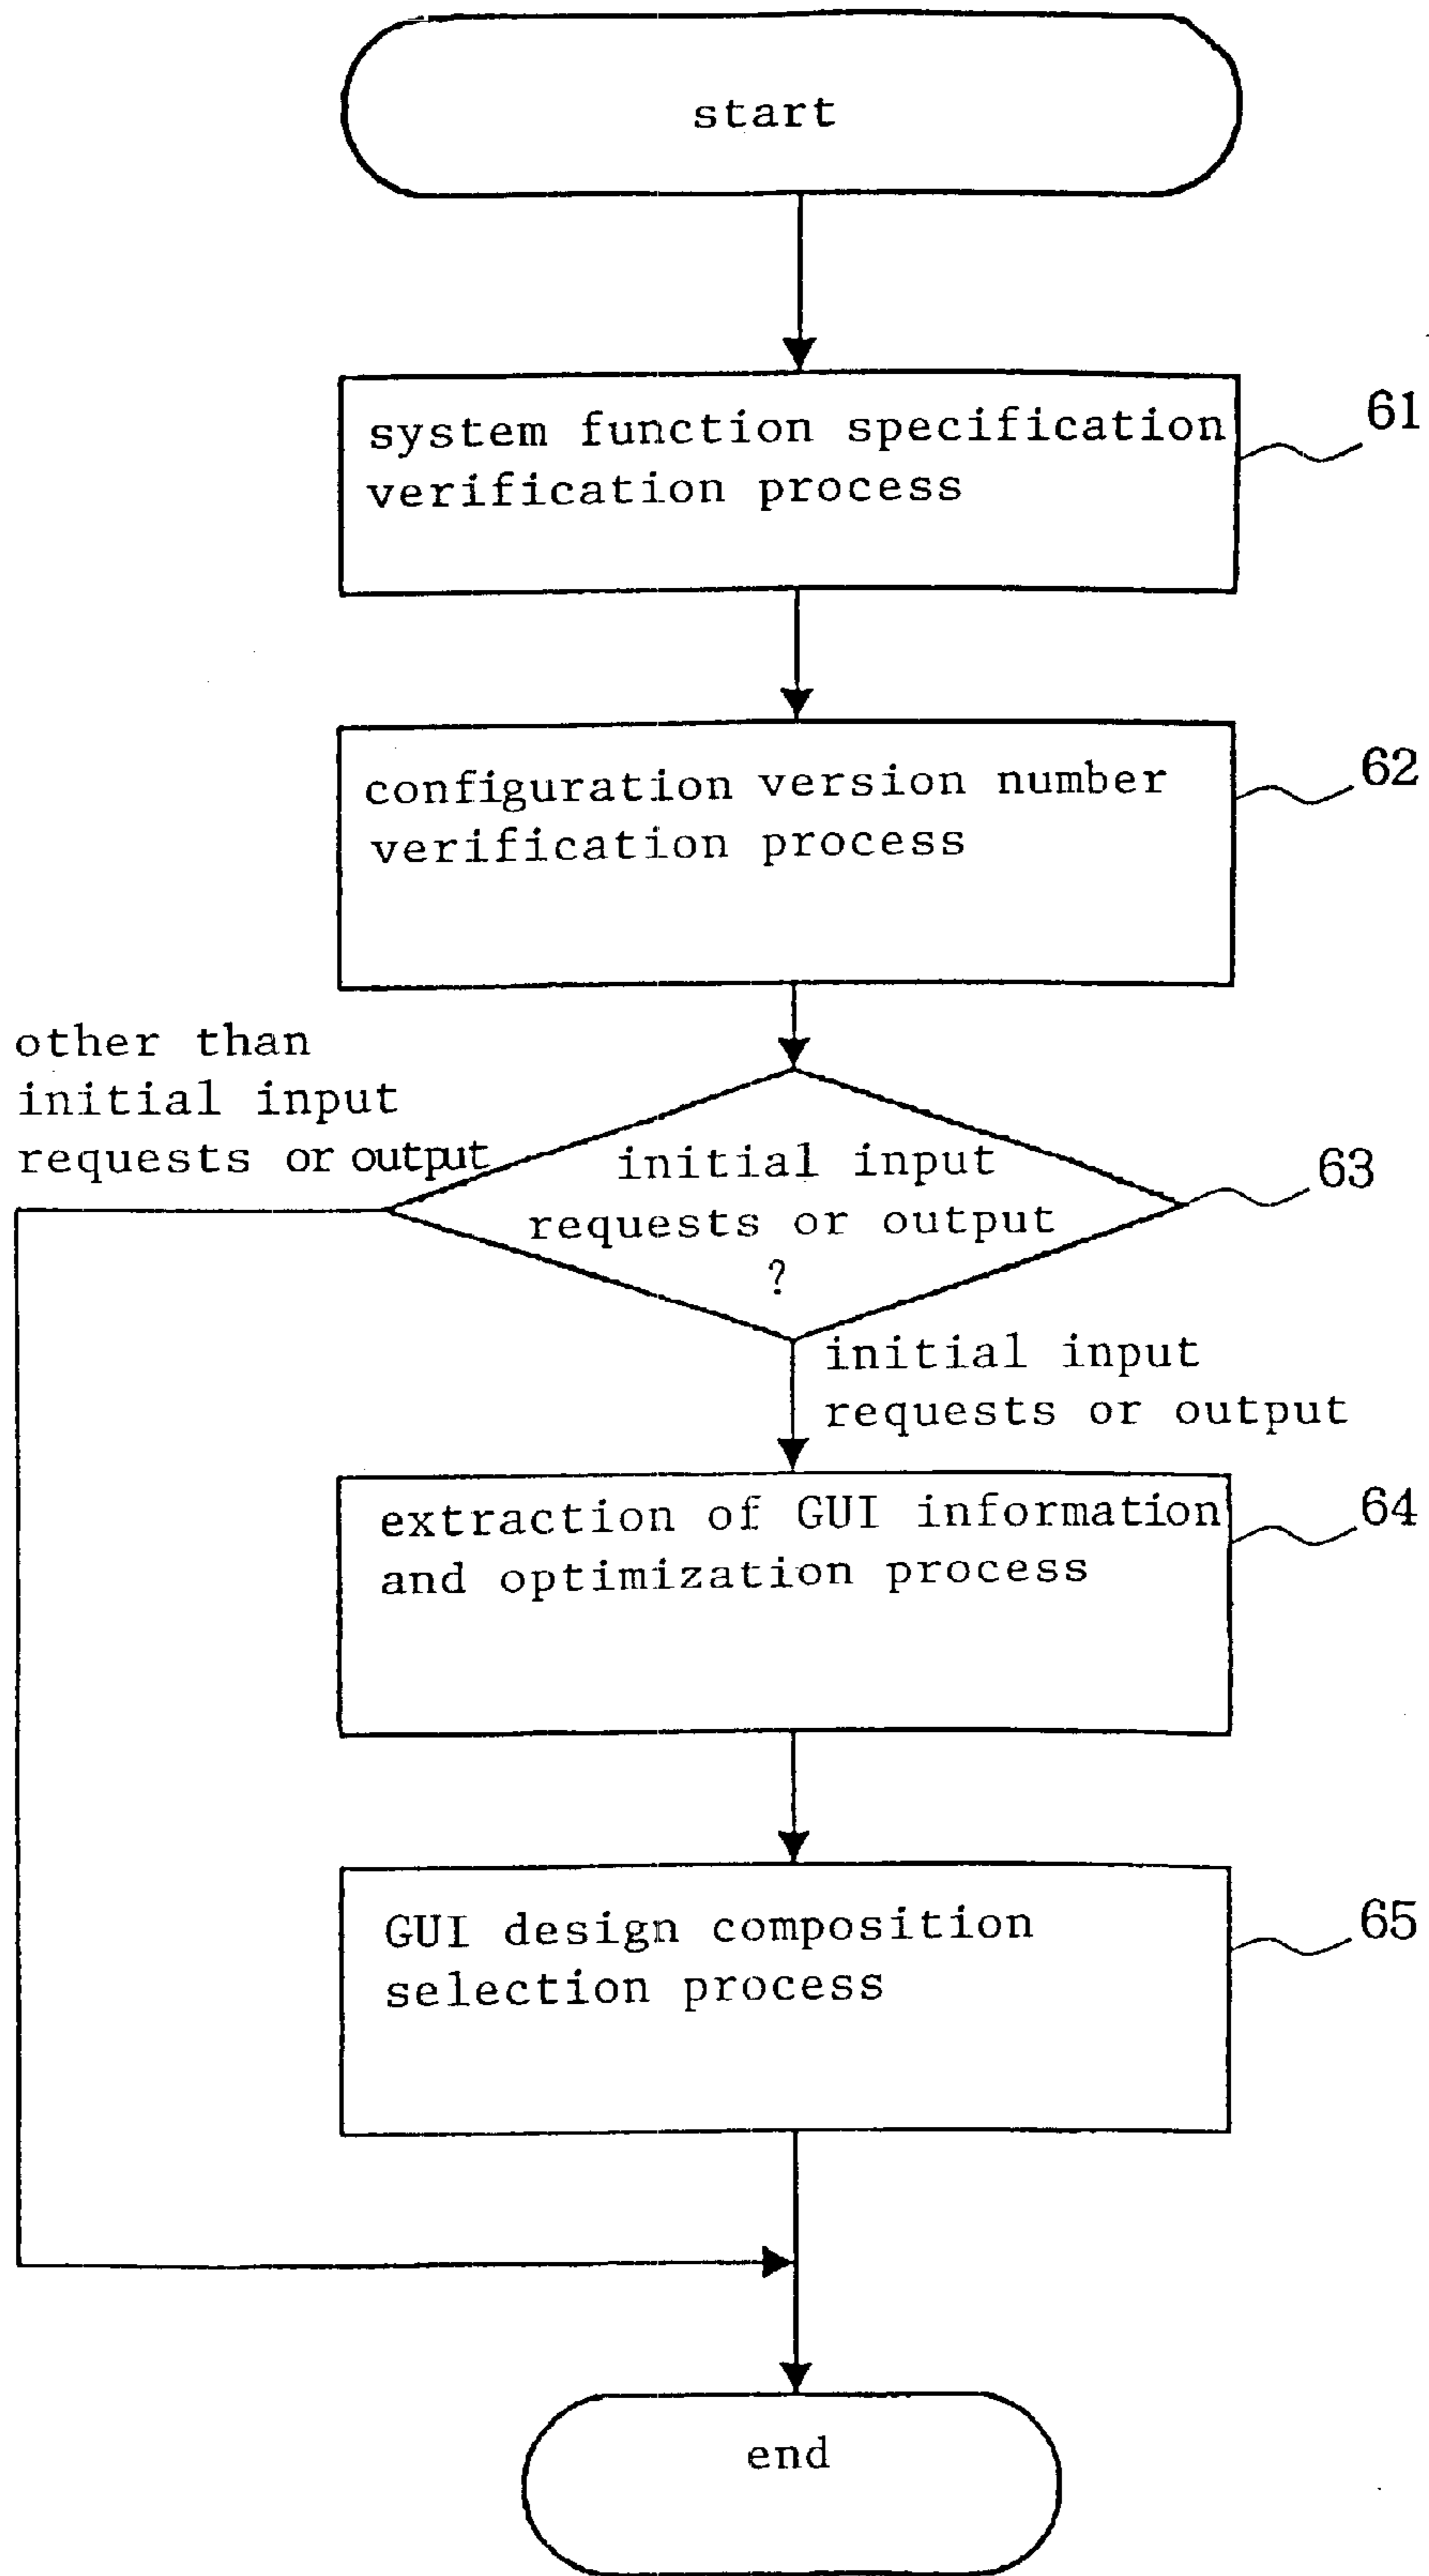 start
system function specification
verification process
61
configuration version number
verification process
62
other than
initial input
requests or output
initial input
requests or output
?
63
initial input
requests or output
extraction of GUI information
and optimization process
64
GUI design composition
selection process
65
end